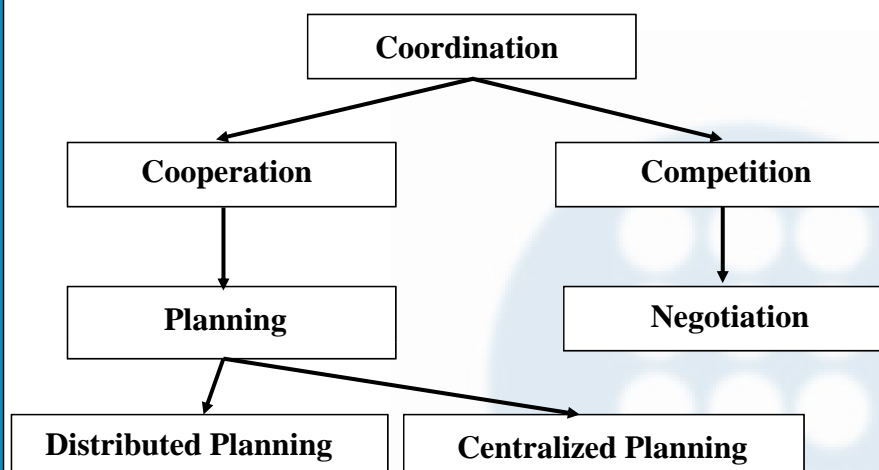 Coordination
Cooperation
Competition
Planning
Negotiation
Distributed Planning
Centralized Planning